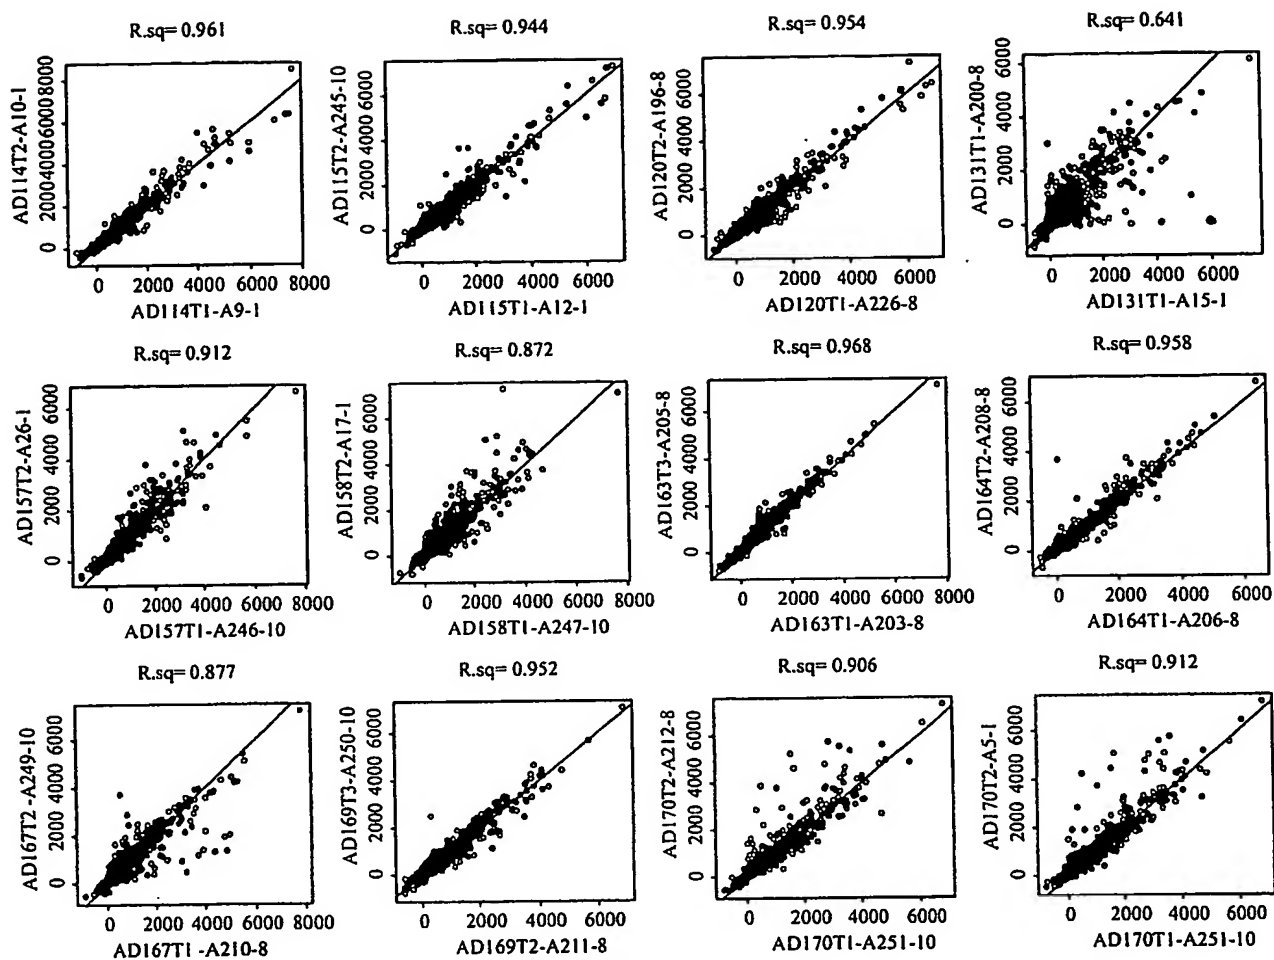 R.sq= 0.961
R.sq= 0.944
R.sq= 0.954
R.sq= 0.641
AD114T2-A10-1
0 2000 4000 6000 8000
0 2000 4000 6000 8000
AD114T1-A9-1
AD115T2-A245-10
0 2000 4000 6000
0 2000 4000 6000
AD115T1-A12-1
AD120T2-A196-8
0 2000 4000 6000
0 2000 4000 6000
AD120T1-A226-8
AD131T1-A200-8
0 2000 4000 6000
0 2000 4000 6000
AD131T1-A15-1
R.sq= 0.912
R.sq= 0.872
R.sq= 0.968
R.sq= 0.958
AD157T2-A26-1
0 2000 4000 6000
0 2000 4000 6000 8000
AD157T1-A246-10
AD158T2-A17-1
0 2000 4000 6000
0 2000 4000 6000 8000
AD158T1-A247-10
AD163T3-A205-8
0 2000 4000 6000
0 2000 4000 6000 8000
AD163T1-A203-8
AD164T2-A208-8
0 2000 4000 6000
0 2000 4000 6000
AD164T1-A206-8
R.sq= 0.877
R.sq= 0.952
R.sq= 0.906
R.sq= 0.912
AD167T2 -A249-10
0 2000 4000 6000
0 2000 4000 6000 8000
AD167T1 -A210-8
AD169T3-A250-10
0 2000 4000 6000
0 2000 4000 6000
AD169T2-A211-8
AD170T2-A212-8
0 2000 4000 6000
0 2000 4000 6000
AD170T1-A251-10
AD170T2-A5-1
0 2000 4000 6000
0 2000 4000 6000
AD170T1-A251-10